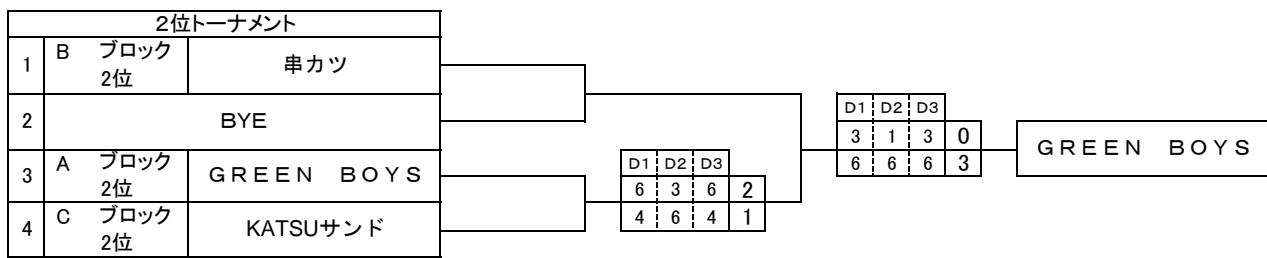 ２位トーナメント
1 B ブロック 2位 串カツ
2 BYE
3 A ブロック 2位 ＧＲＥＥＮ ＢＯＹＳ
4 C ブロック 2位 KATSUサンド
D1 D2 D3
6 3 6 2
4 6 4 1
D1 D2 D3
3 1 3 0
6 6 6 3
ＧＲＥＥＮ ＢＯＹＳ